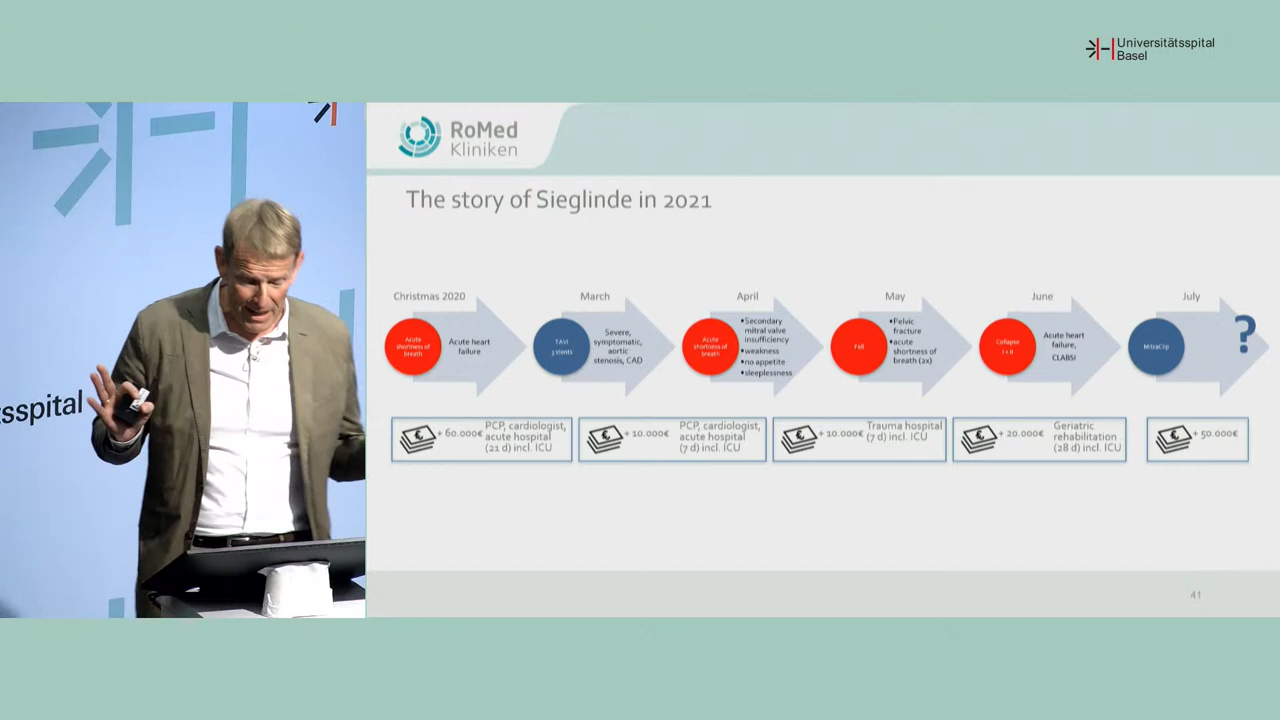 Universitätsspital
Basel
tsspital
RoMed
Kliniken
The story of Sieglinde in 2021
Christmas 2020
March
April
May
June
July
Acute
shortness of
breath
Acute heart
failure
TAVI
3 stents
Severe,
symptomatic,
aortic
stenosis, CAD
Acute
shortness of
breath
•Secondary
mitral valve
insufficiency
•weakness
•no appetite
•sleeplessness
Fall
•Pelvic
fracture
•acute
shortness of
breath (2x)
Collapse
I + II
Acute heart
failure,
CLABSI
MitraClip
?
+ 60.000€
PCP, cardiologist,
acute hospital
(21 d) incl. ICU
+ 10.000€
PCP, cardiologist,
acute hospital
(7 d) incl. ICU
+ 10.000€
Trauma hospital
(7 d) incl. ICU
+ 20.000€
Geriatric
rehabilitation
(28 d) incl. ICU
+ 50.000€
41